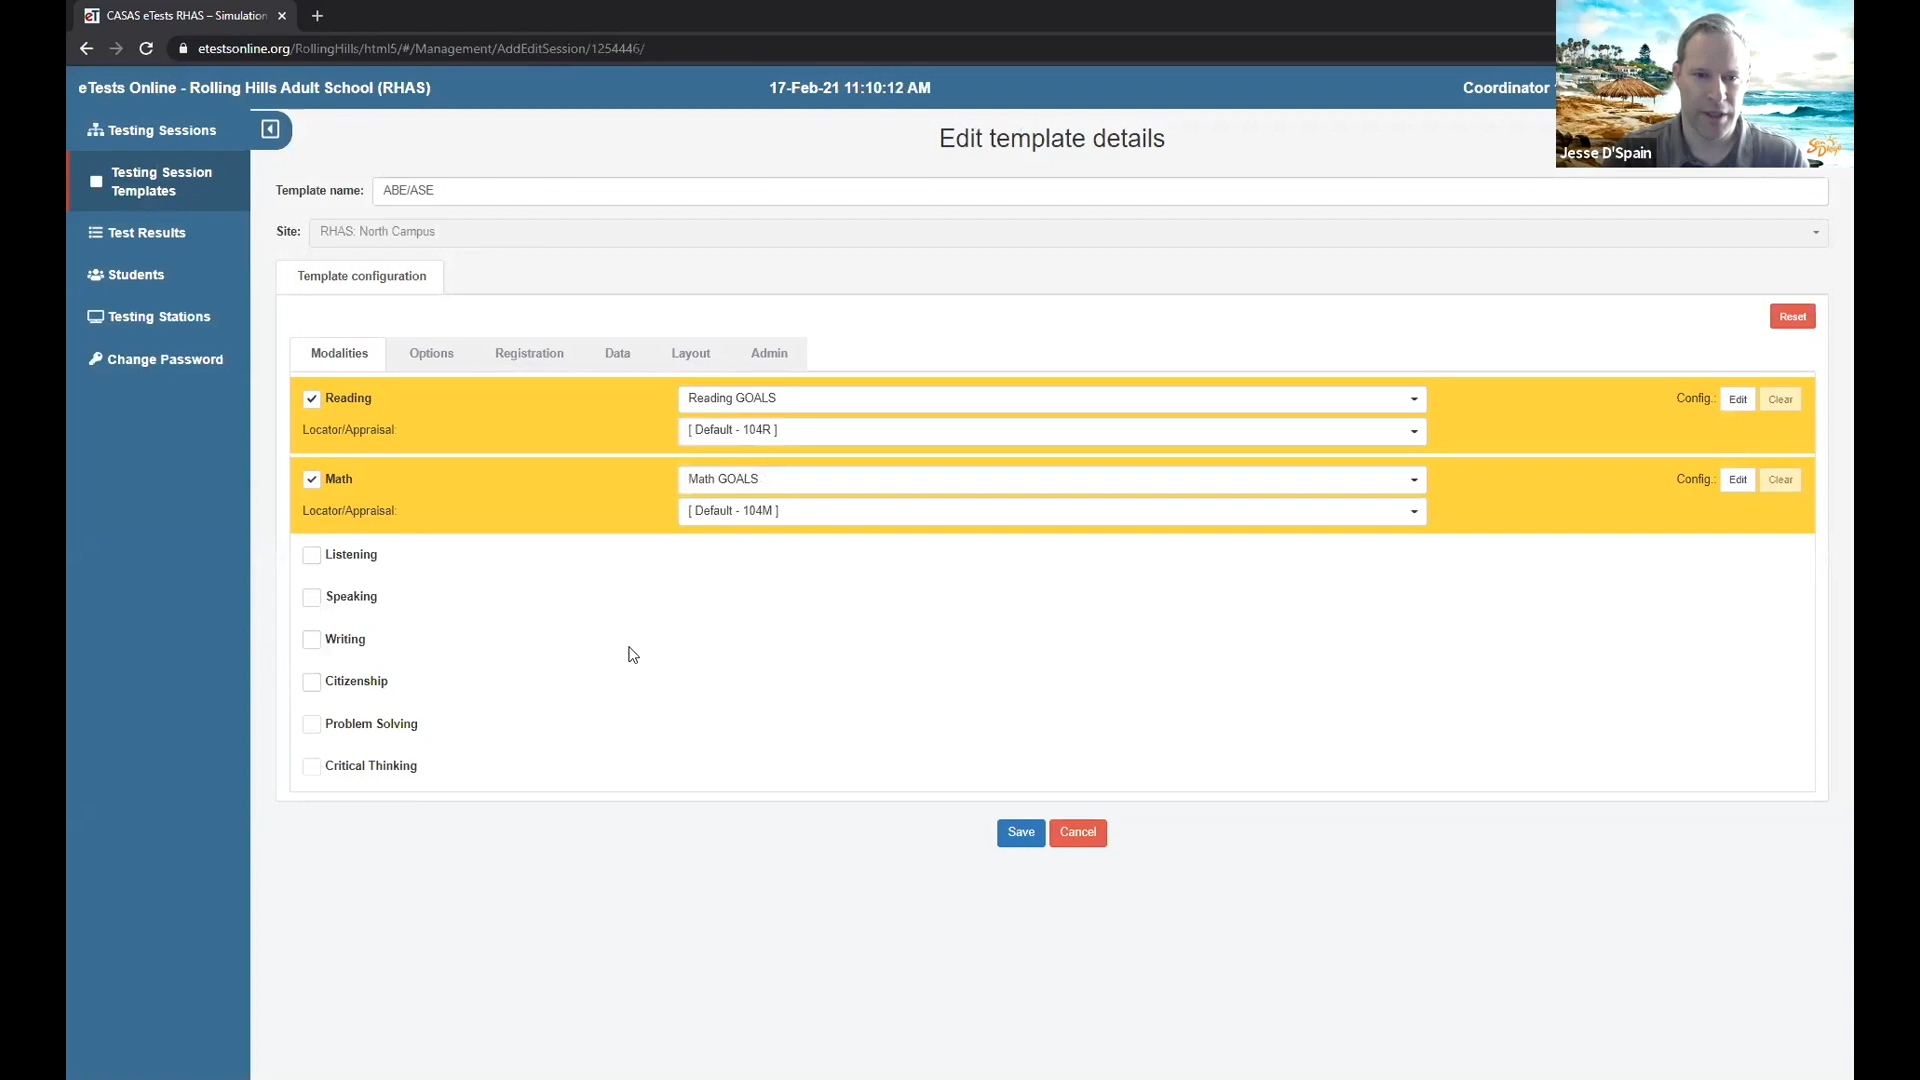 CASAS eTests RHAS – Simulation
etestsonline.org/RollingHills/html5/#/Management/AddEditSession/1254446/
eTests Online - Rolling Hills Adult School (RHAS)
17-Feb-21 11:10:12 AM
Coordinator
Jesse D'Spain
San Diego
Testing Sessions
Testing Session
Templates
Test Results
Students
Testing Stations
Change Password
Edit template details
Template name:
ABE/ASE
Site:
RHAS: North Campus
Template configuration
Reset
Modalities
Options
Registration
Data
Layout
Admin
Reading
Reading GOALS
Config.:
Edit
Clear
Locator/Appraisal:
[ Default - 104R ]
Math
Math GOALS
Config.:
Edit
Clear
Locator/Appraisal:
[ Default - 104M ]
Listening
Speaking
Writing
Citizenship
Problem Solving
Critical Thinking
Save
Cancel